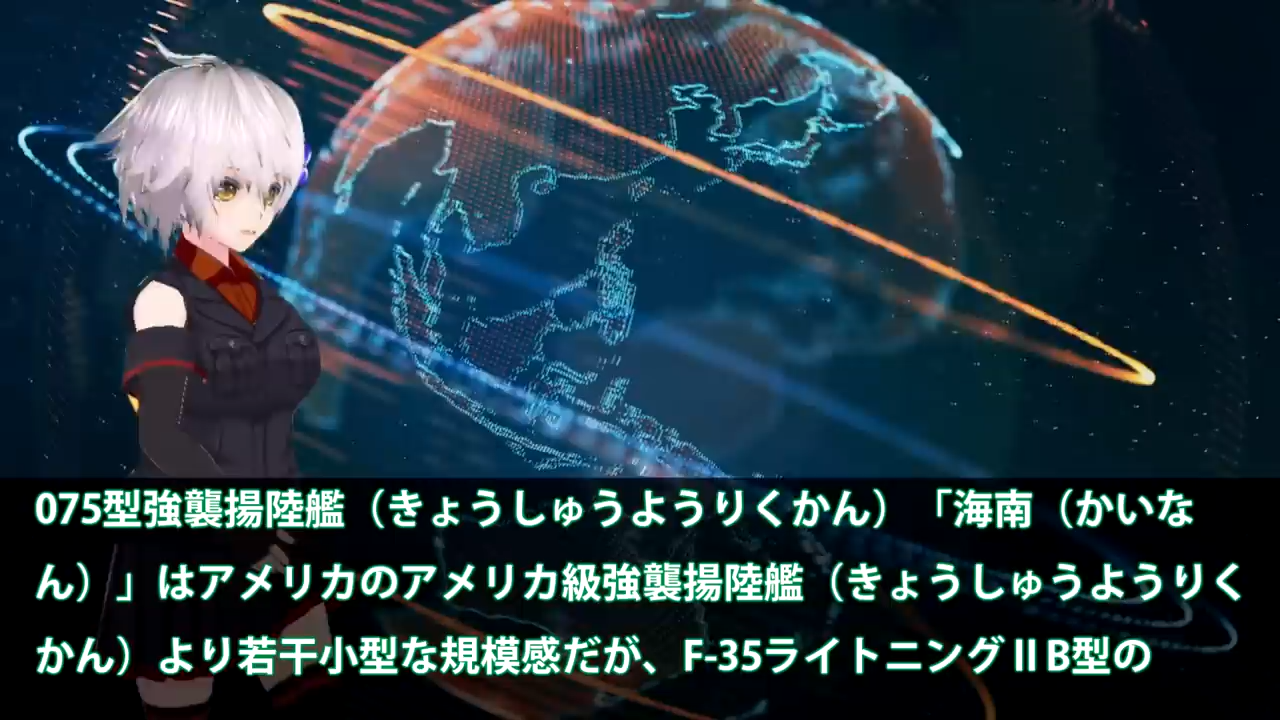 075型強襲揚陸艦（きょうしゅうようりくかん）「海南（かいな
ん）」はアメリカのアメリカ級強襲揚陸艦（きょうしゅうようりく
かん）より若干小型な規模感だが、F-35ライトニングⅡB型の